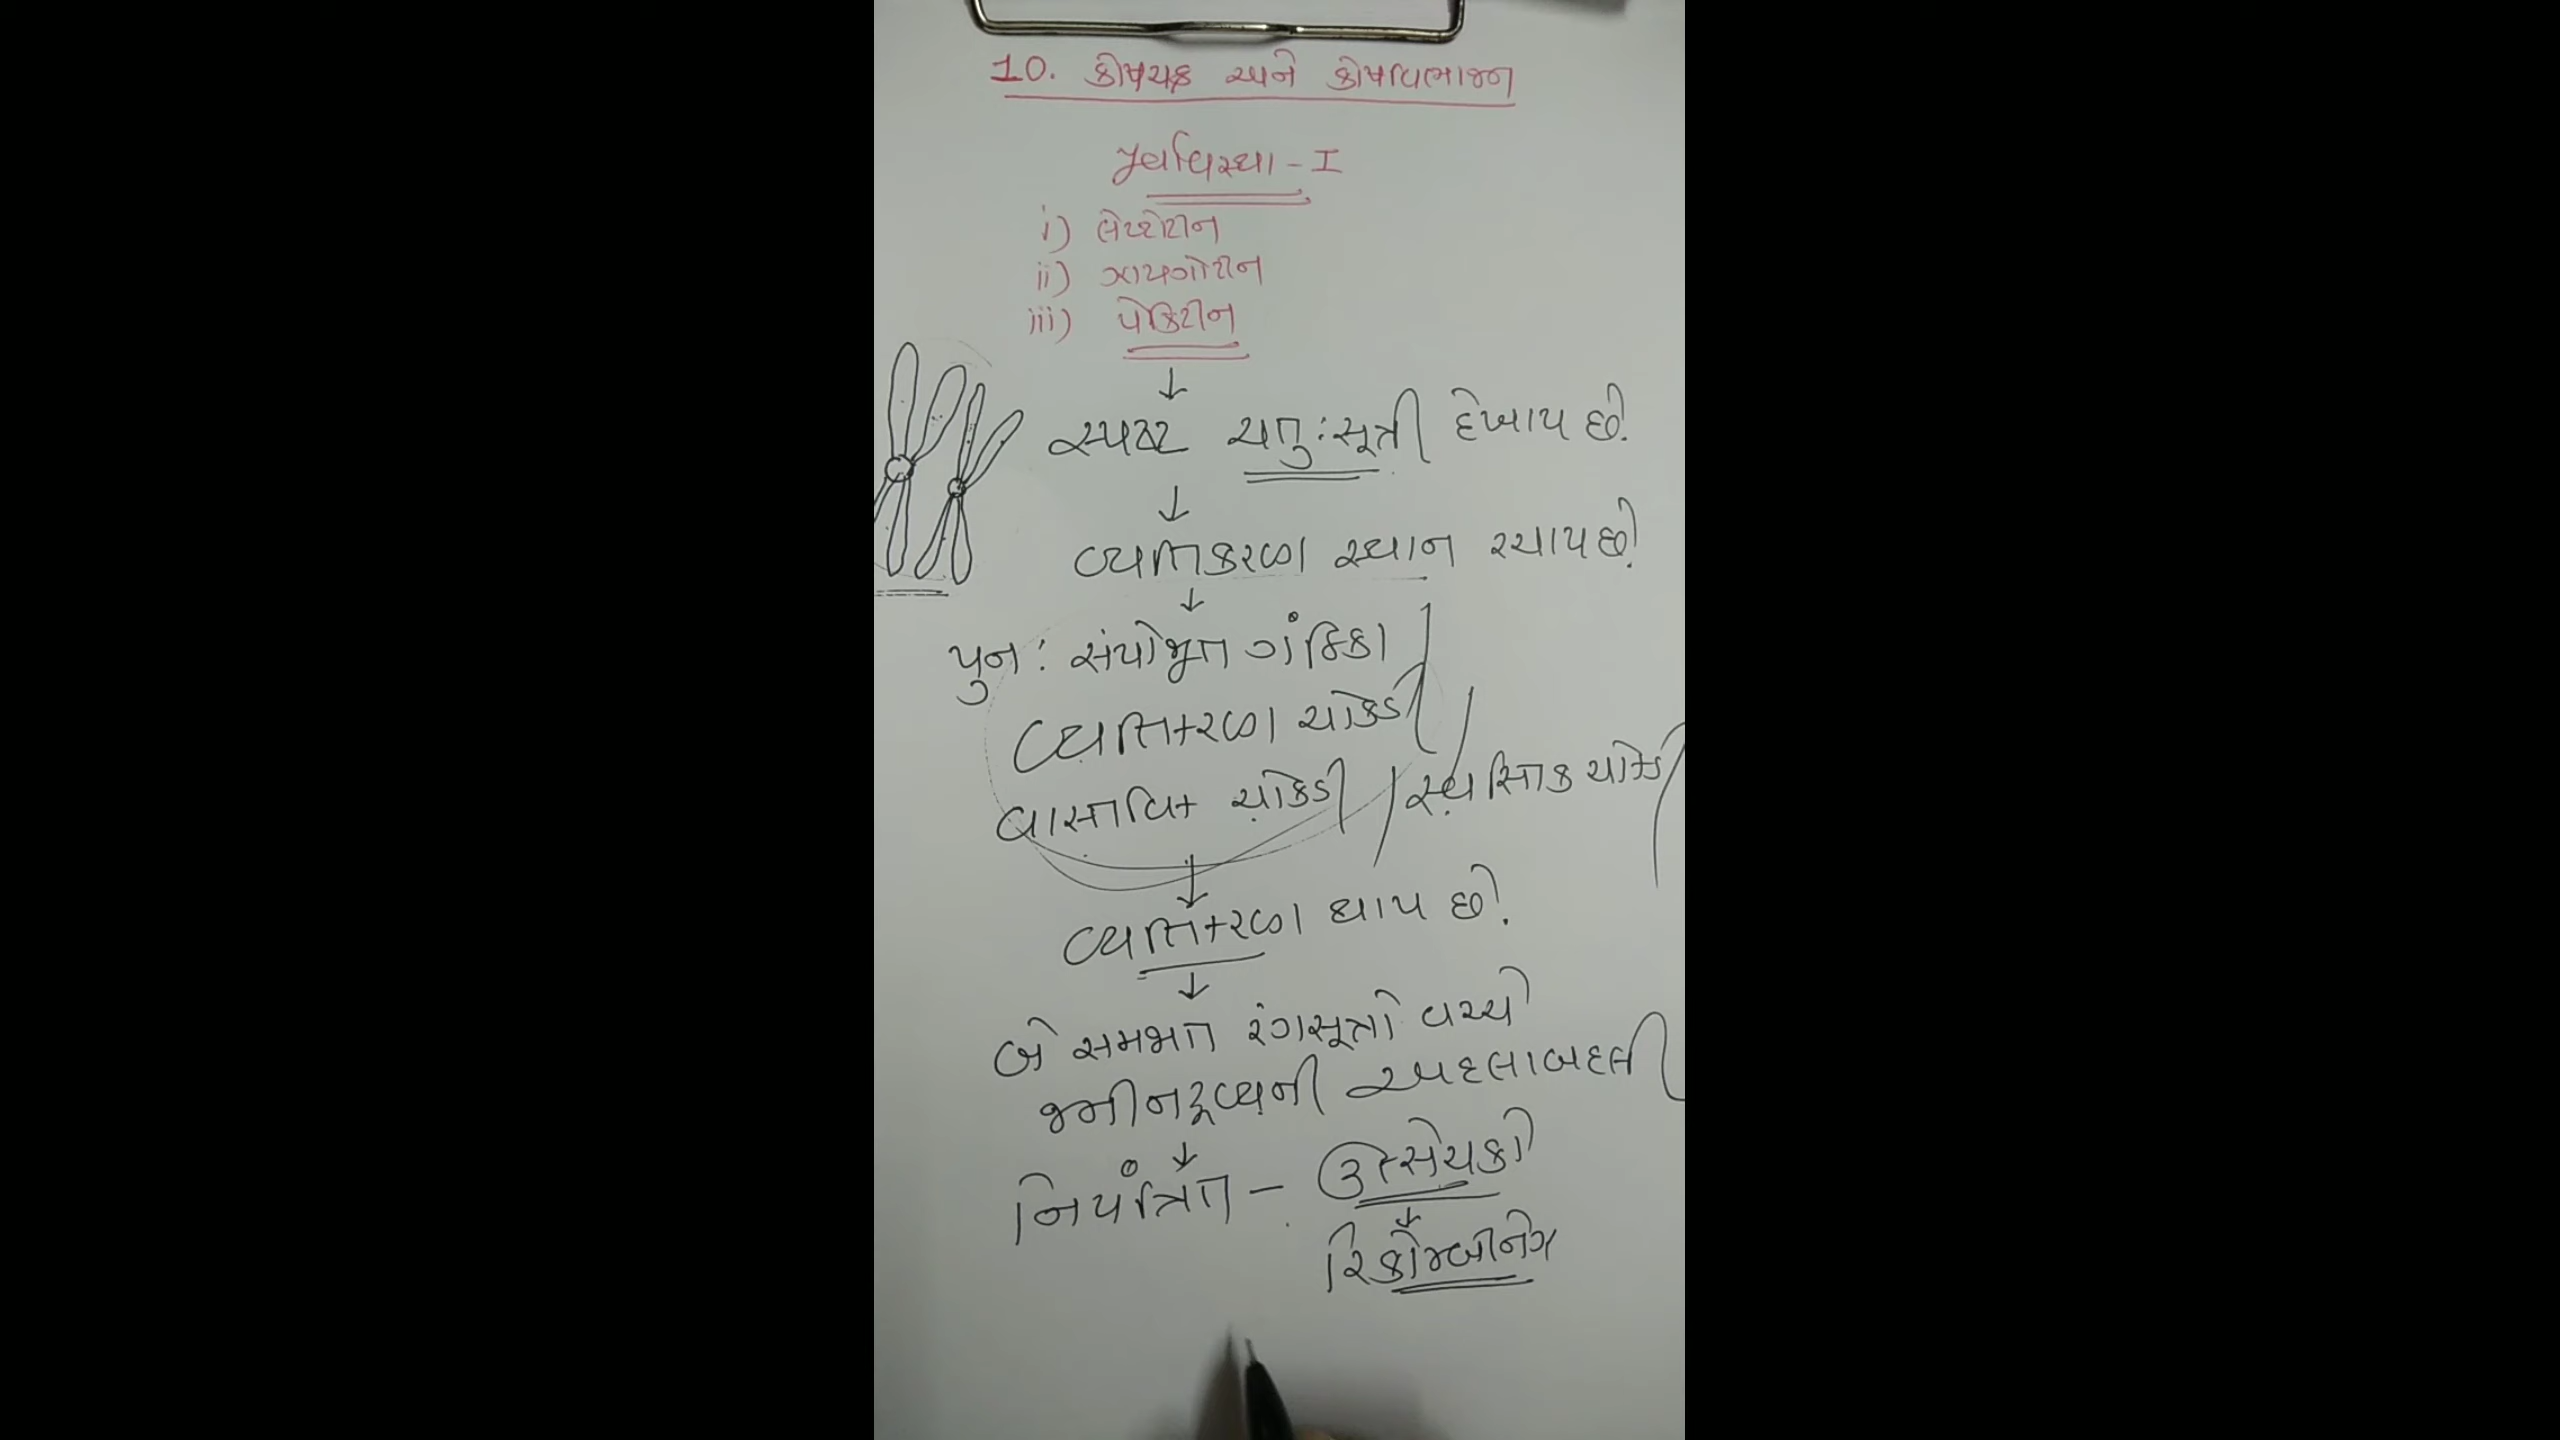 10. કોષચક્ર અને કોષવિભાજન
પૂર્વાવસ્થા - I
i) લેપ્ટોટીન
ii) ઝાયગોટીન
iii) પેકિટીન
↓
સ્પષ્ટ ચતુઃસૂત્રી દેખાય છે.
↓
વ્યતિકરણ સ્થાન રચાય છે.
↓
પુનઃ સંયોજીત ગંઠિકા
વ્યતિકરણ ચોકડી
વાસ્તવિક ચોકડી / સ્વસ્તિક ચોકડી
↓
વ્યતિકરણ થાય છે.
↓
બે સમજાત રંગસૂત્રો વચ્ચે
જનીનદ્રવ્યની અદલાબદલી
↓
નિયંત્રિત - ઉત્સેચકો
↓
રિકોમ્બીનેઝ